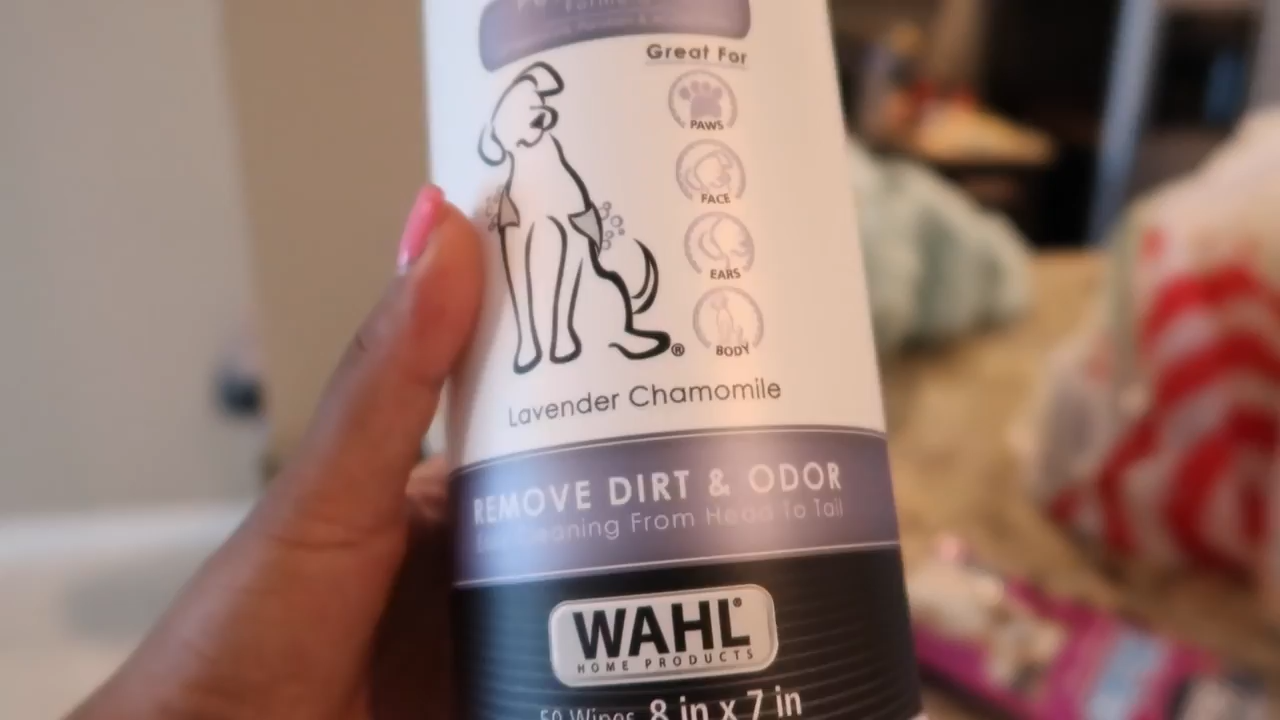 Great For
PAWS
FACE
EARS
BODY
®
Lavender Chamomile
REMOVE DIRT & ODOR
Cleaning From Head To Tail
WAHL®
HOME PRODUCTS
50 Wipes 8 in x 7 in